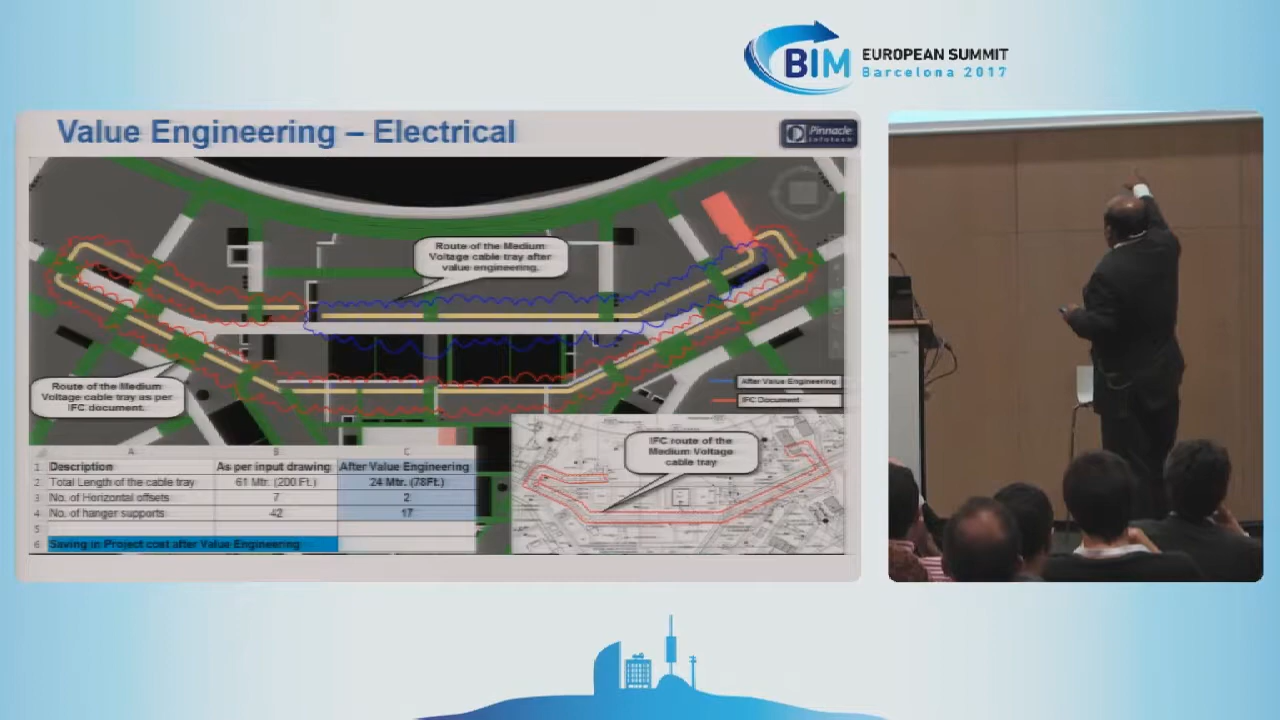 BIM EUROPEAN SUMMIT
Barcelona 2017
Value Engineering – Electrical
Pinnacle
Infotech
Route of the Medium
Voltage cable tray after
value engineering.
Route of the Medium
Voltage cable tray as per
IFC document.
After Value Engineering
IFC Document
IFC route of the
Medium Voltage
cable tray
A B C
1 Description As per input drawing After Value Engineering
2 Total Length of the cable tray 61 Mtr. (200 Ft.) 24 Mtr. (78Ft.)
3 No. of Horizontal offsets 7 2
4 No. of hanger supports 42 17
5
6 Saving in Project cost after Value Engineering